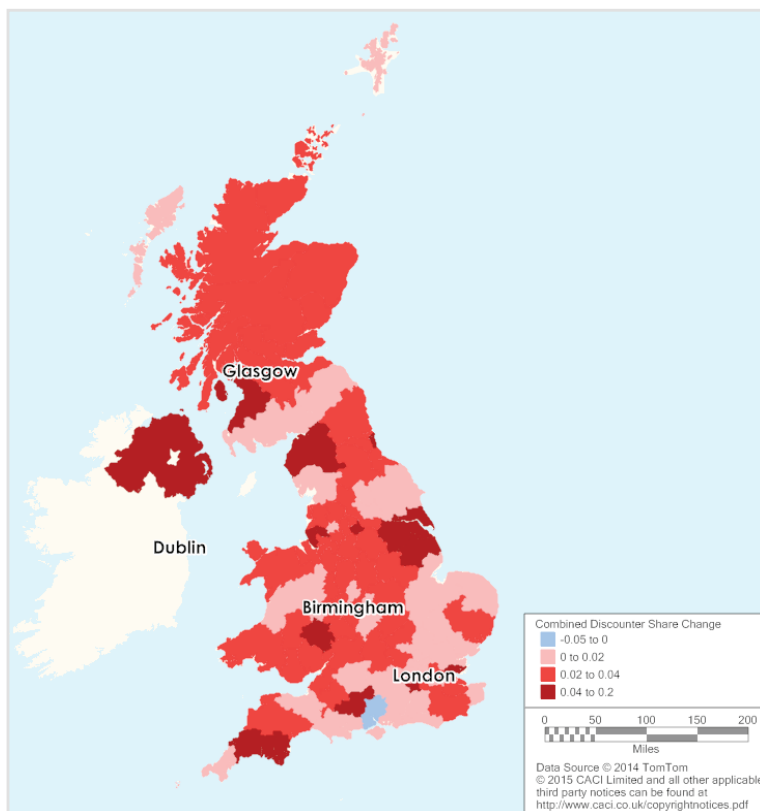 Glasgow
Dublin
Birmingham
London
Combined Discounter Share Change
-0.05 to 0
0 to 0.02
0.02 to 0.04
0.04 to 0.2
0 50 100 150 200
Miles
Data Source © 2014 TomTom
© 2015 CACI Limited and all other applicable
third party notices can be found at
http://www.caci.co.uk/copyrightnotices.pdf